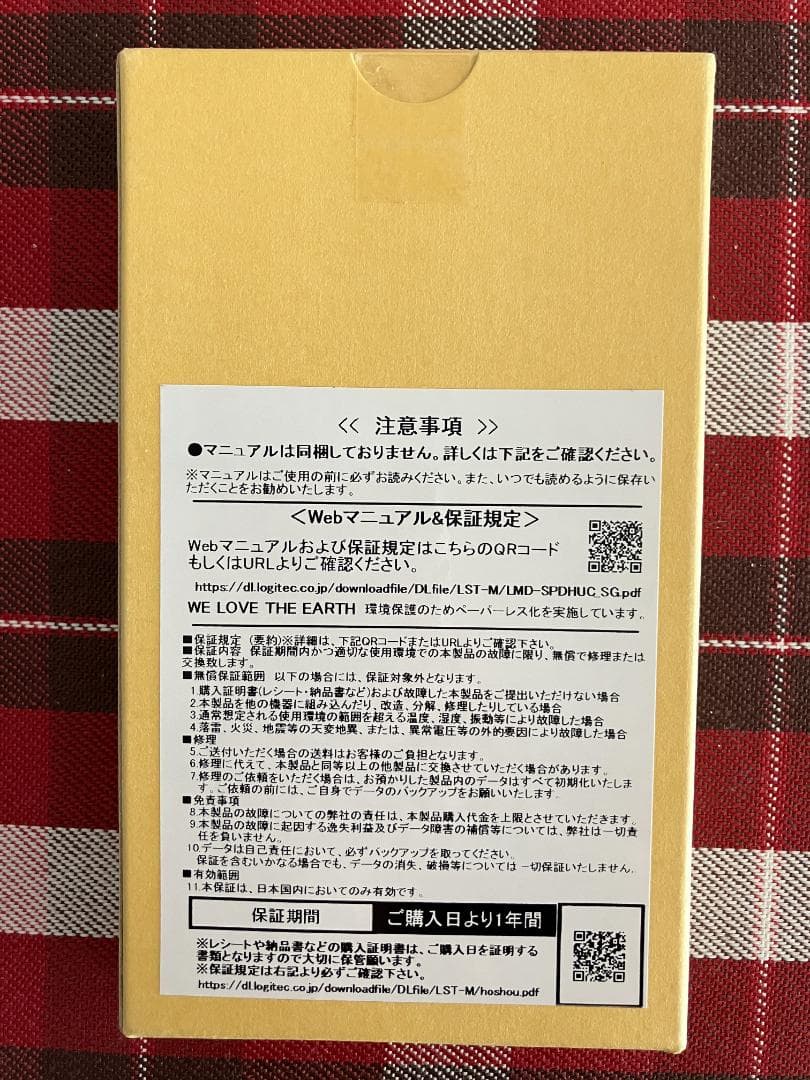 << 注意事項 >>
●マニュアルは同梱しておりません。詳しくは下記をご確認ください。
※マニュアルはご使用の前に必ずお読みください。また、いつでも読めるように保存い
ただくことをお勧めいたします。
＜Webマニュアル&保証規定＞
Webマニュアルおよび保証規定はこちらのQRコード
もしくはURLよりご確認ください。
https://dl.logitec.co.jp/downloadfile/DLfile/LST-M/LMD-SPDHUC_SG.pdf
WE LOVE THE EARTH 環境保護のためペーパーレス化を実施しています。
■保証規定 (要約)※詳細は、下記QRコードまたはURLよりご確認下さい。
■保証内容 保証期間内かつ適切な使用環境での本製品の故障に限り、無償で修理または
交換致します。
■無償保証範囲 以下の場合には、保証対象外となります。
1.購入証明書(レシート・納品書など)および故障した本製品をご提出いただけない場合
2.本製品を他の機器に組み込んだり、改造、分解、修理したりしている場合
3.通常想定される使用環境の範囲を超える温度、湿度、振動等により故障した場合
4.落雷、火災、地震等の天変地異、または、異常電圧等の外的要因により故障した場合
■修理
5.ご送付いただく場合の送料はお客様のご負担となります。
6.修理に代えて、本製品と同等以上の他製品に交換させていただく場合があります。
7.修理のご依頼をいただく場合は、お預かりした製品内のデータはすべて初期化いたしま
す。ご依頼の前には、ご自身でデータのバックアップをお願いいたします。
■免責事項
8.本製品の故障についての弊社の責任は、本製品購入代金を上限とさせていただきます。
9.本製品の故障に起因する逸失利益及びデータ障害の補償等については、弊社は一切責
任を負いません。
10.データは自己責任において、必ずバックアップを取ってください。
保証を含むいかなる場合でも、データの消失、破損等については一切保証いたしません。
■有効範囲
11.本保証は、日本国内においてのみ有効です。
保証期間 ご購入日より1年間
※レシートや納品書などの購入証明書は、ご購入日を証明する
書類となりますので大切に保管願います。
※保証規定は右記より必ずご確認下さい。
https://dl.logitec.co.jp/downloadfile/DLfile/LST-M/hoshou.pdf